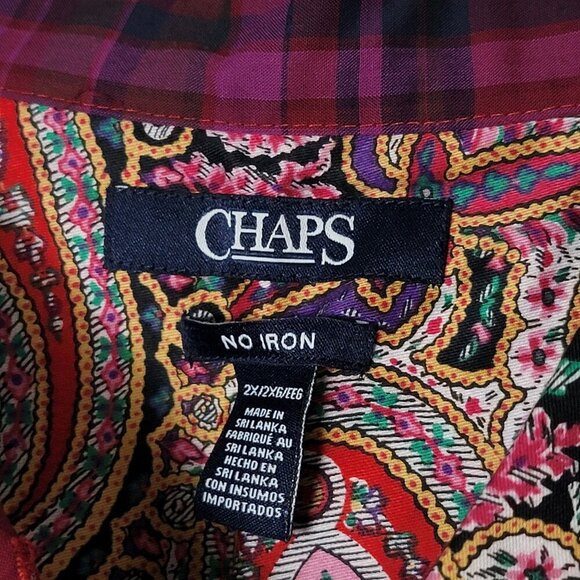 CHAPS
NO IRON
2X/2XG/EEG
MADE IN
SRI LANKA
FABRIQUÉ AU
SRI LANKA
HECHO EN
SRI LANKA
CON INSUMOS
IMPORTADOS